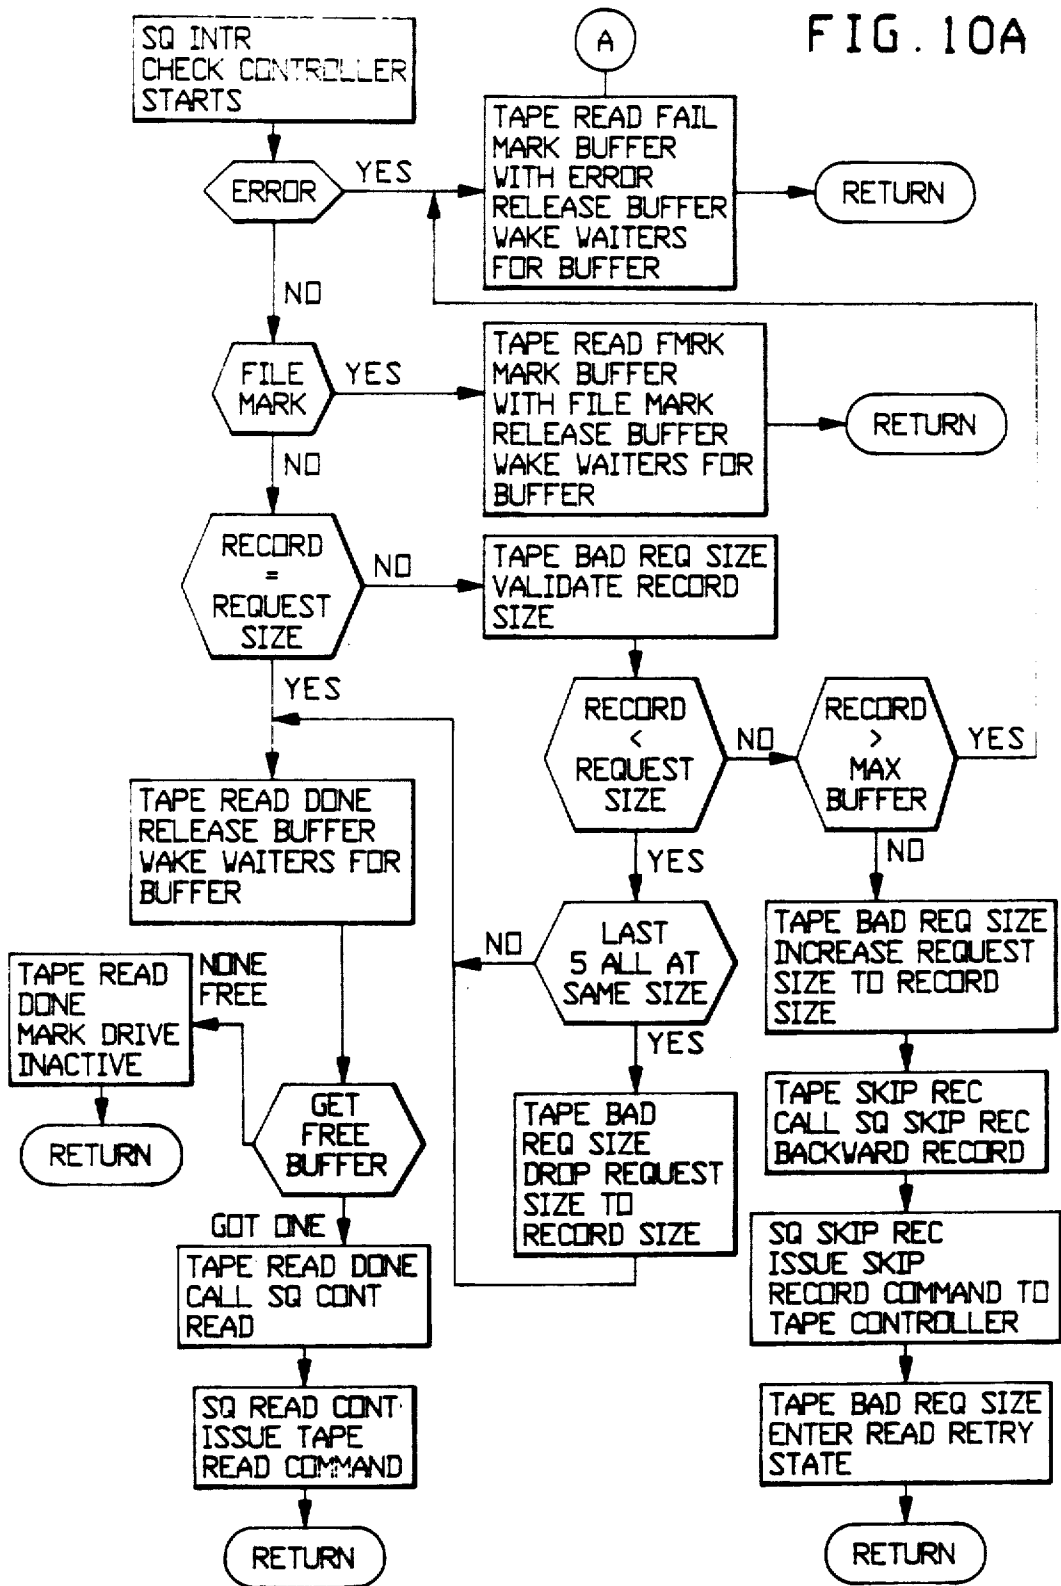 FIG. 10A
SQ INTR
CHECK CONTROLLER
STARTS
A
ERROR
YES
TAPE READ FAIL
MARK BUFFER
WITH ERROR
RELEASE BUFFER
WAKE WAITERS
FOR BUFFER
RETURN
NO
FILE
MARK
YES
TAPE READ FMRK
MARK BUFFER
WITH FILE MARK
RELEASE BUFFER
WAKE WAITERS FOR
BUFFER
RETURN
NO
RECORD
=
REQUEST
SIZE
NO
TAPE BAD REQ SIZE
VALIDATE RECORD
SIZE
YES
RECORD
<
REQUEST
SIZE
NO
RECORD
>
MAX
BUFFER
YES
TAPE READ DONE
RELEASE BUFFER
WAKE WAITERS FOR
BUFFER
YES
NO
LAST
5 ALL AT
SAME SIZE
NO
TAPE BAD REQ SIZE
INCREASE REQUEST
SIZE TO RECORD
SIZE
TAPE READ
DONE
MARK DRIVE
INACTIVE
NONE
FREE
YES
RETURN
GET
FREE
BUFFER
TAPE BAD
REQ SIZE
DROP REQUEST
SIZE TO
RECORD SIZE
TAPE SKIP REC
CALL SQ SKIP REC
BACKWARD RECORD
GOT ONE
TAPE READ DONE
CALL SQ CONT
READ
SQ SKIP REC
ISSUE SKIP
RECORD COMMAND TO
TAPE CONTROLLER
SQ READ CONT
ISSUE TAPE
READ COMMAND
TAPE BAD REQ SIZE
ENTER READ RETRY
STATE
RETURN
RETURN